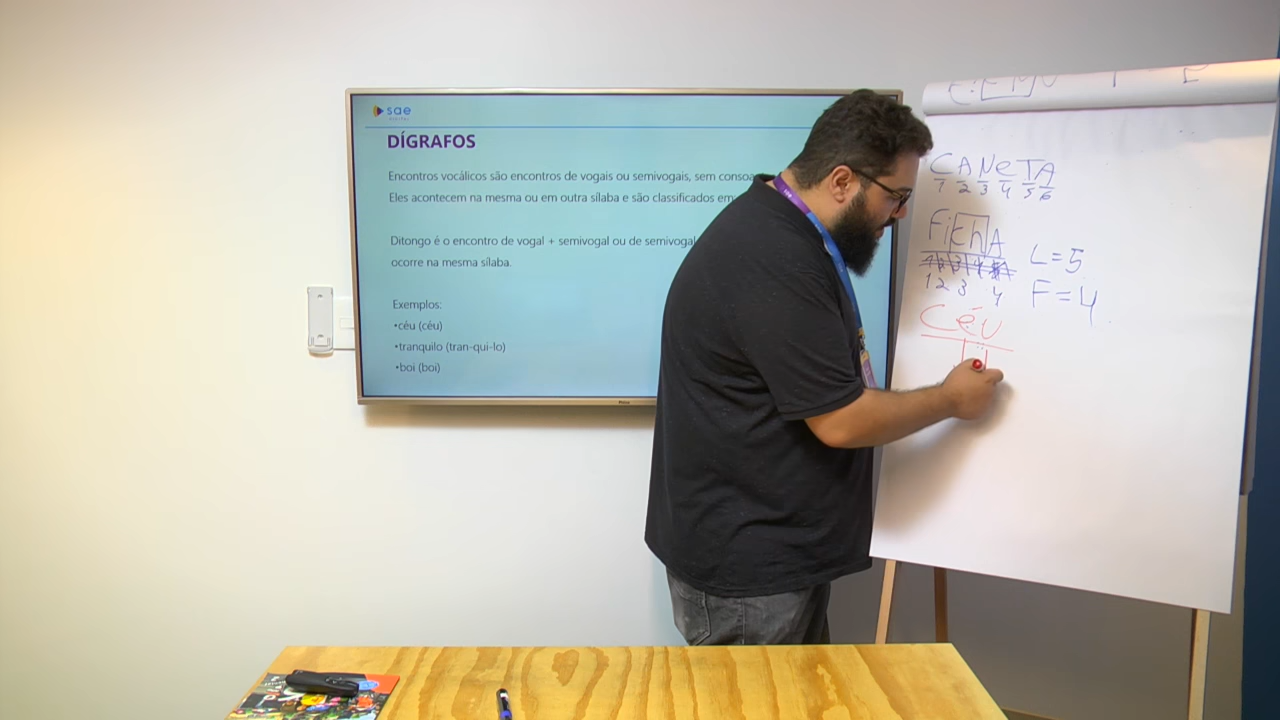 sae
DIGITAL
DÍGRAFOS
Encontros vocálicos são encontros de vogais ou semivogais, sem
Eles acontecem na mesma ou em outra sílaba e são classificados em
Ditongo é o encontro de vogal + semivogal ou de semivogal
ocorre na mesma sílaba.
Exemplos:
•céu (céu)
•tranquilo (tran-qui-lo)
•boi (boi)
CANeTA
1 2 3 4 5 6
FichA
L=5
1 2 3 4
F=4
Céu